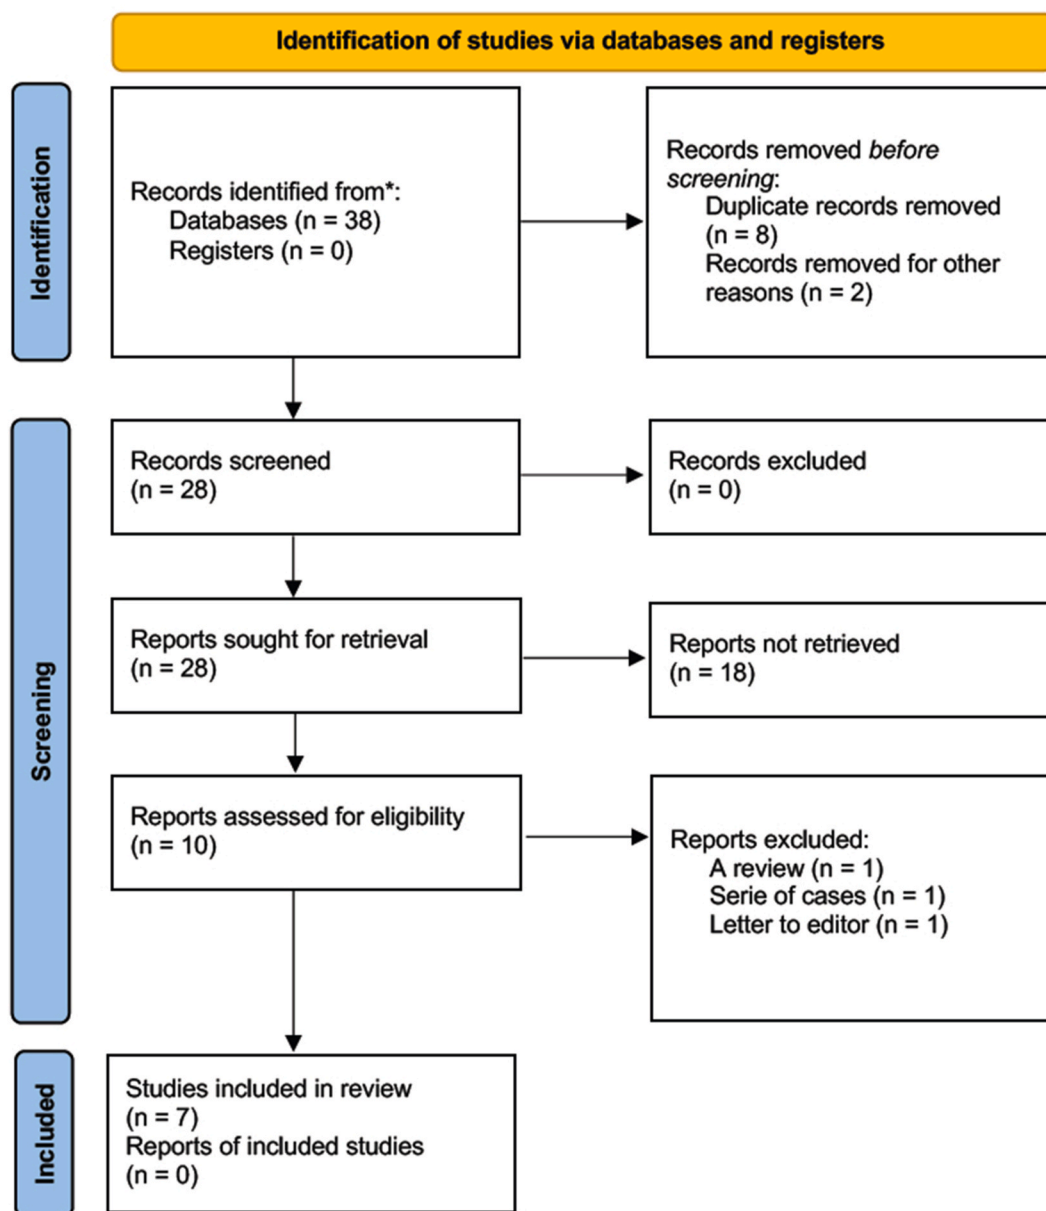 Identification of studies via databases and registers
Identification
Records identified from*:
Databases (n = 38)
Registers (n = 0)
Records removed before
screening:
Duplicate records removed
(n = 8)
Records removed for other
reasons (n = 2)
Screening
Records screened
(n = 28)
Records excluded
(n = 0)
Reports sought for retrieval
(n = 28)
Reports not retrieved
(n = 18)
Reports assessed for eligibility
(n = 10)
Reports excluded:
A review (n = 1)
Serie of cases (n = 1)
Letter to editor (n = 1)
Included
Studies included in review
(n = 7)
Reports of included studies
(n = 0)